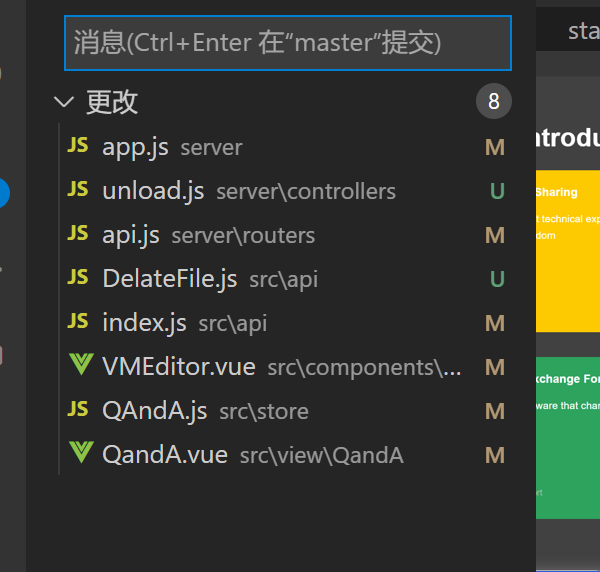 消息(Ctrl+Enter 在“master”提交)
更改 8
JS app.js server M
JS unload.js server\controllers U
JS api.js server\routers M
JS DelateFile.js src\api U
JS index.js src\api M
VMEditor.vue src\components\... M
JS QAndA.js src\store M
QandA.vue src\view\QandA M
sta
ntrodu
Sharing
t technical exp
dom
xchange For
ware that char